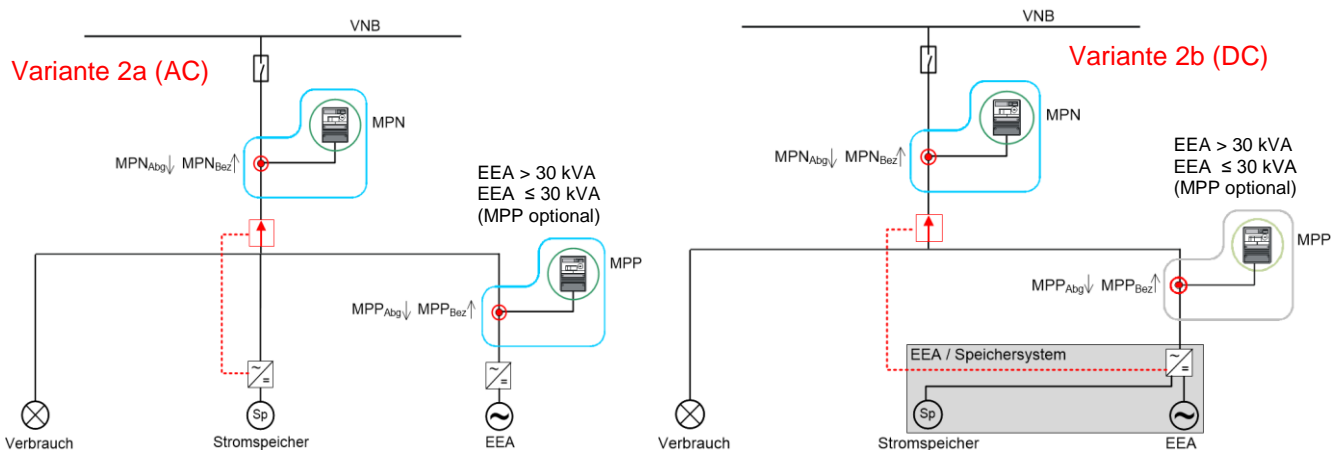 VNB
Variante 2a (AC)
MPN
MPNAbg↓ MPNBez↑
EEA > 30 kVA
EEA ≤ 30 kVA
(MPP optional)
MPP
MPPAbg↓ MPPBez↑
~
=
~
=
Sp
~
Verbrauch
Stromspeicher
EEA
VNB
Variante 2b (DC)
MPN
MPNAbg↓ MPNBez↑
EEA > 30 kVA
EEA ≤ 30 kVA
(MPP optional)
MPP
MPPAbg↓ MPPBez↑
EEA / Speichersystem
~
=
Sp
~
Verbrauch
Stromspeicher
EEA